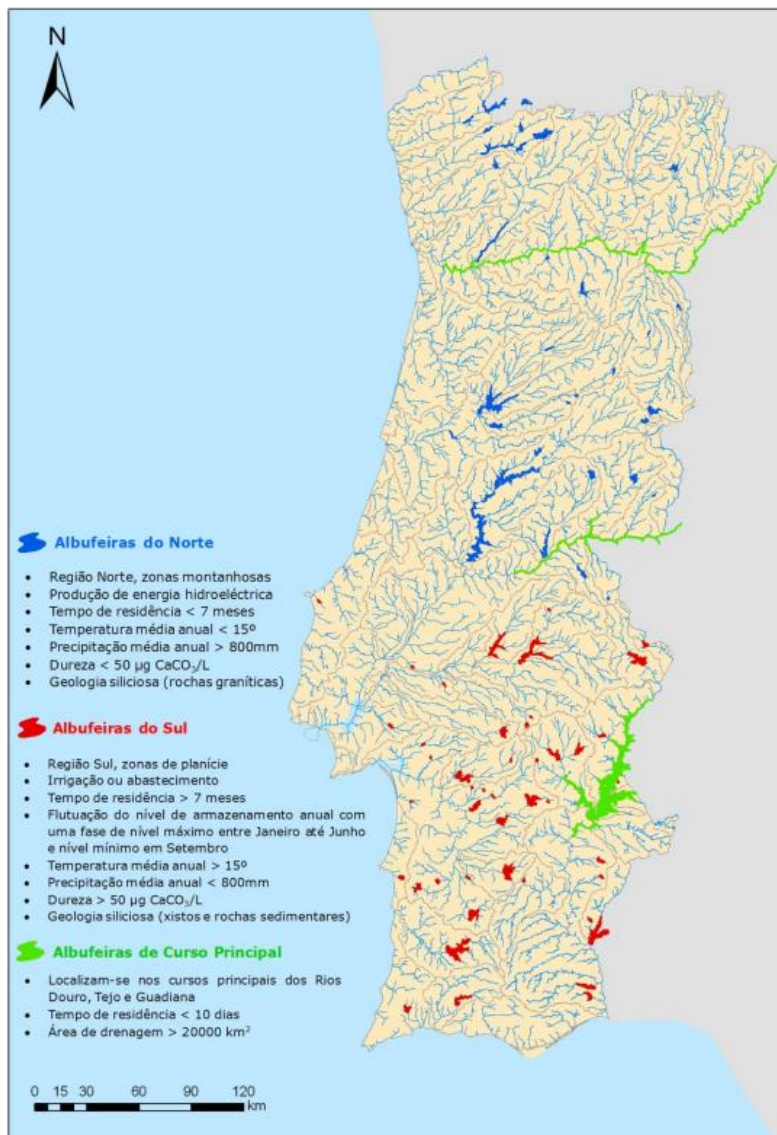 N
Albufeiras do Norte
• Região Norte, zonas montanhosas
• Produção de energia hidroeléctrica
• Tempo de residência < 7 meses
• Temperatura média anual < 15º
• Precipitação média anual > 800mm
• Dureza < 50 µg CaCO₃/L
• Geologia siliciosa (rochas graníticas)
Albufeiras do Sul
• Região Sul, zonas de planície
• Irrigação ou abastecimento
• Tempo de residência > 7 meses
• Flutuação do nível de armazenamento anual com
uma fase de nível máximo entre Janeiro até Junho
e nível mínimo em Setembro
• Temperatura média anual > 15º
• Precipitação média anual < 800mm
• Dureza > 50 µg CaCO₃/L
• Geologia siliciosa (xistos e rochas sedimentares)
Albufeiras de Curso Principal
• Localizam-se nos cursos principais dos Rios
Douro, Tejo e Guadiana
• Tempo de residência < 10 dias
• Área de drenagem > 20000 km²
0 15 30 60 90 120
km